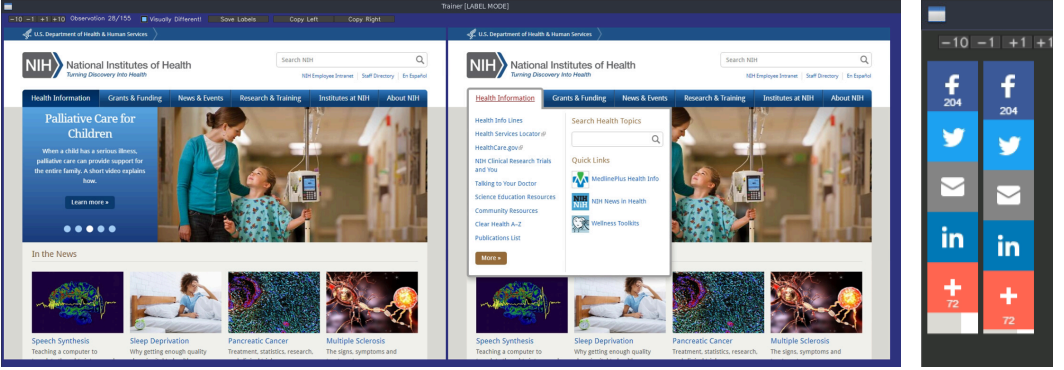 Trainer [LABEL MODE]
-10 -1 +1 +10 Observation 28/155 Visually Different! Save Labels Copy Left Copy Right
U.S. Department of Health & Human Services
NIH National Institutes of Health
Turning Discovery Into Health
Search NIH
NIH Employee Intranet | Staff Directory | En Español
Health Information Grants & Funding News & Events Research & Training Institutes at NIH About NIH
Palliative Care for
Children
When a child has a serious illness,
palliative care can provide support for
the entire family. A short video explains
how.
Learn more »
In the News
Speech Synthesis
Teaching a computer to
Sleep Deprivation
Why getting enough quality
Pancreatic Cancer
Treatment, statistics, research,
Multiple Sclerosis
The signs, symptoms and
U.S. Department of Health & Human Services
NIH National Institutes of Health
Turning Discovery Into Health
Search NIH
NIH Employee Intranet | Staff Directory | En Español
Health Information Grants & Funding News & Events Research & Training Institutes at NIH About NIH
Health Info Lines
Health Services Locator
HealthCare.gov
NIH Clinical Research Trials
and You
Talking to Your Doctor
Science Education Resources
Community Resources
Clear Health A–Z
Publications List
More »
Search Health Topics
Quick Links
MedlinePlus Health Info
NIH News in Health
Wellness Toolkits
Speech Synthesis
Teaching a computer to
Sleep Deprivation
Why getting enough quality
Pancreatic Cancer
Treatment, statistics, research,
Multiple Sclerosis
The signs, symptoms and
-10 -1 +1 +1
f
204
in
+
72
f
204
in
+
72